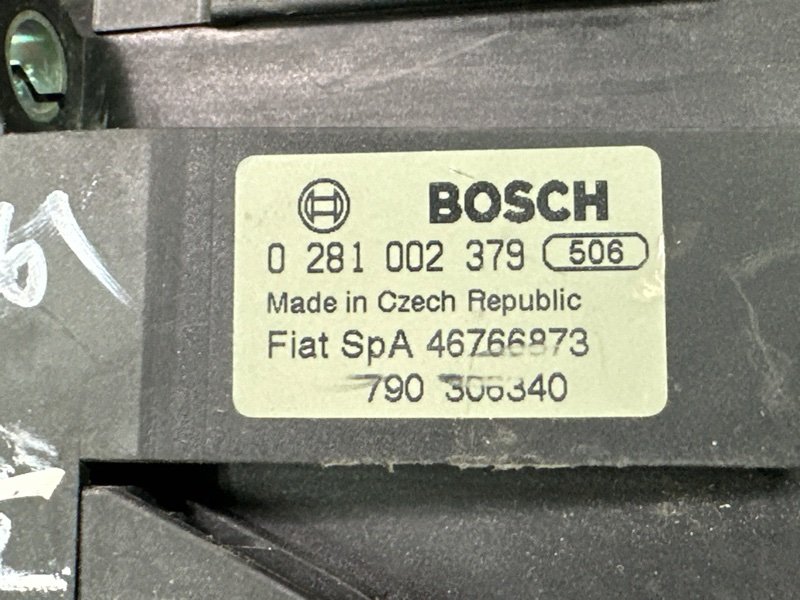 BOSCH
0 281 002 379 506
Made in Czech Republic
Fiat SpA 46766873
790 306340